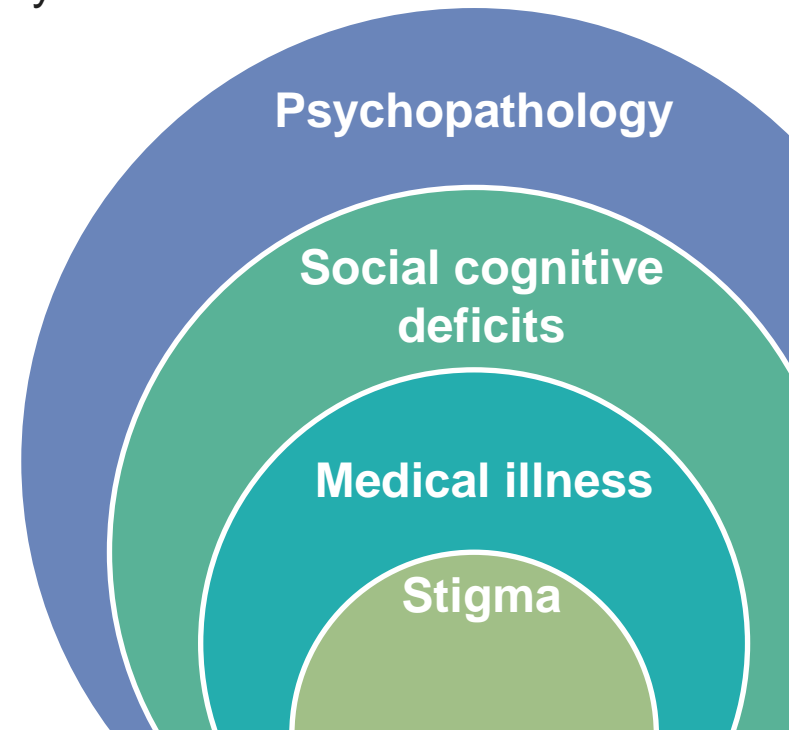 Psychopathology
Social cognitive
deficits
Medical illness
Stigma